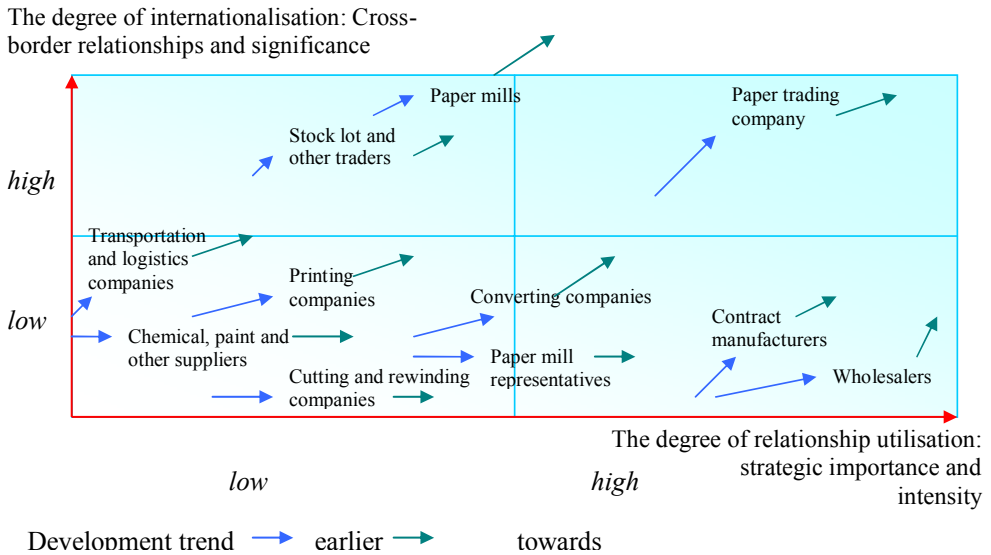 The degree of internationalisation: Cross-
border relationships and significance
Paper mills
Paper trading
company
Stock lot and
other traders
high
Transportation
and logistics
companies
Printing
companies
Converting companies
low
Chemical, paint and
other suppliers
Contract
manufacturers
Paper mill
representatives
Cutting and rewinding
companies
Wholesalers
The degree of relationship utilisation:
strategic importance and
intensity
low
high
Development trend earlier towards